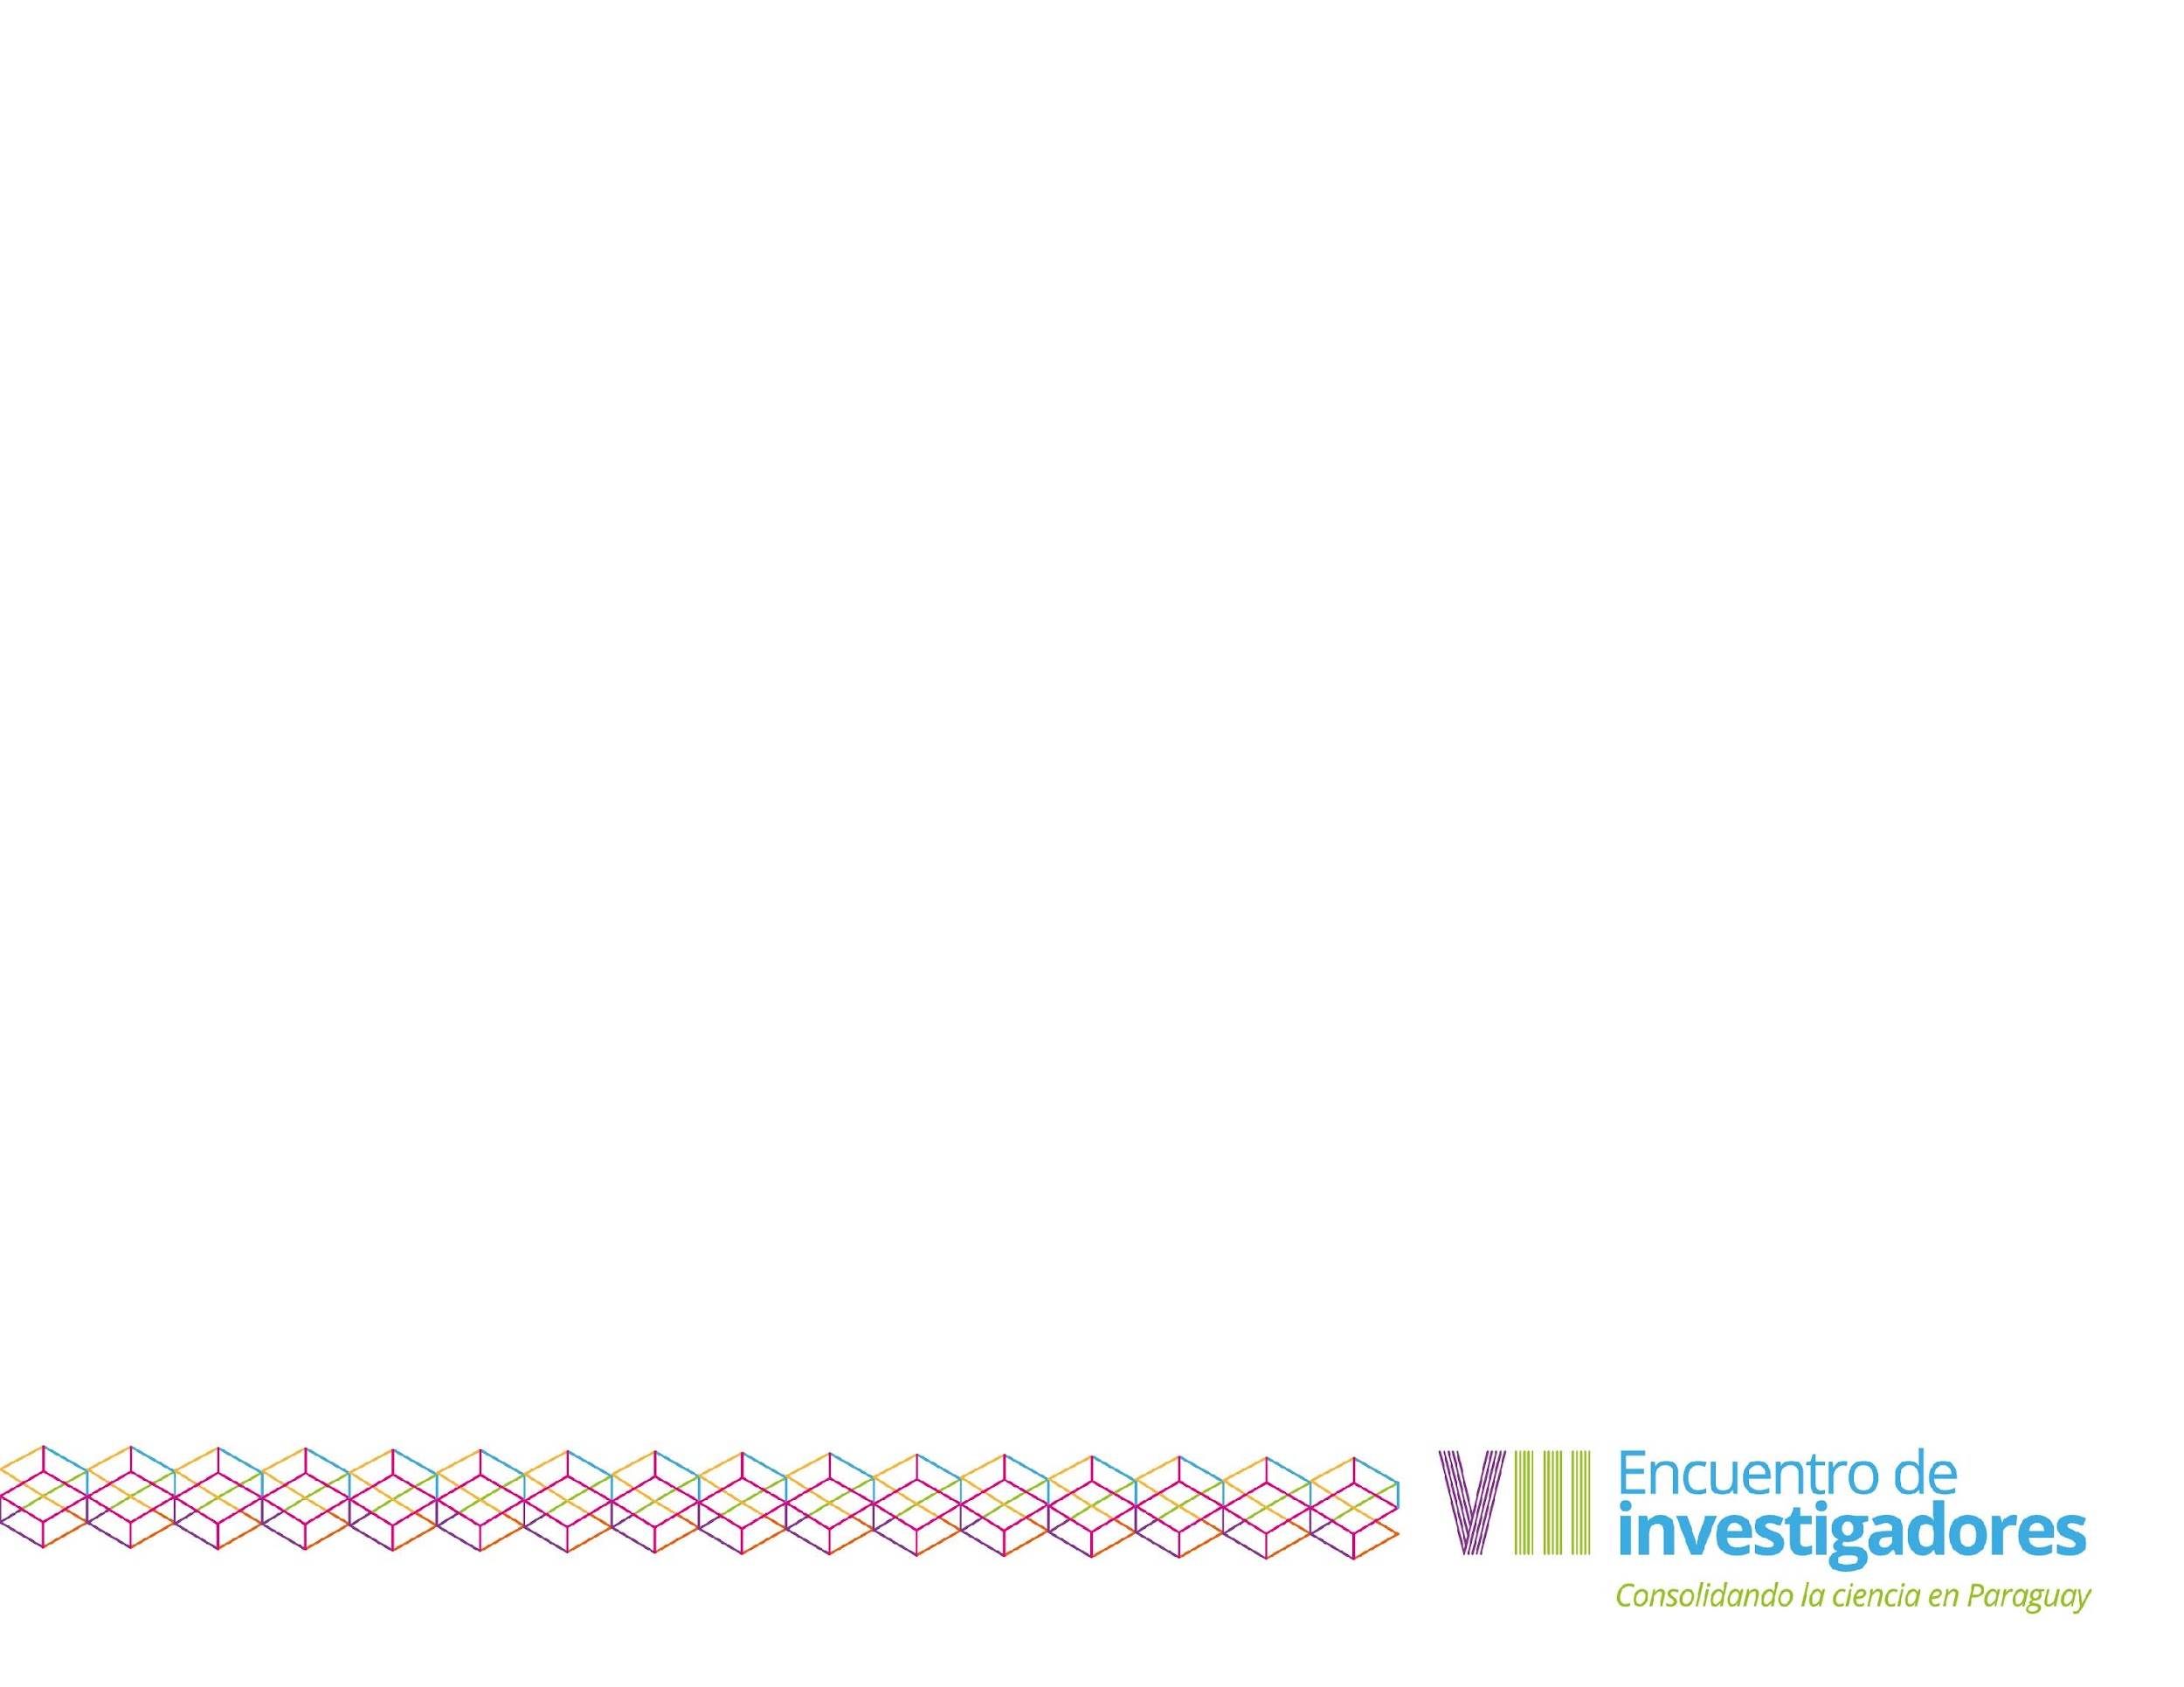 VIII
Encuentro de
investigadores
Consolidando la ciencia en Paraguay